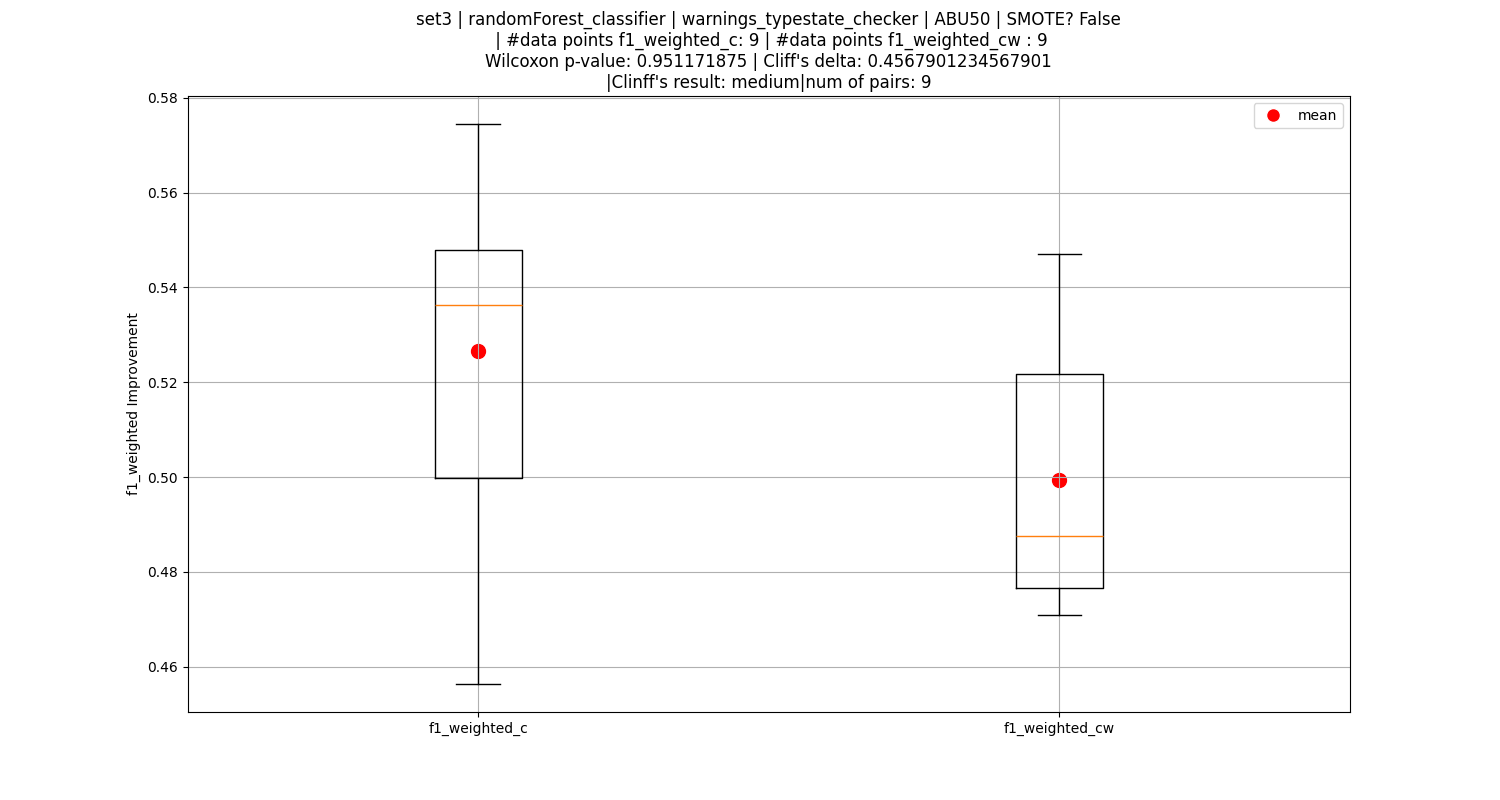 set3 | randomForest_classifier | warnings_typestate_checker | ABU50 | SMOTE? False
| #data points f1_weighted_c: 9 | #data points f1_weighted_cw : 9
Wilcoxon p-value: 0.951171875 | Cliff's delta: 0.4567901234567901
|Clinff's result: medium|num of pairs: 9
mean
f1_weighted Improvement
0.58
0.56
0.54
0.52
0.50
0.48
0.46
f1_weighted_c
f1_weighted_cw